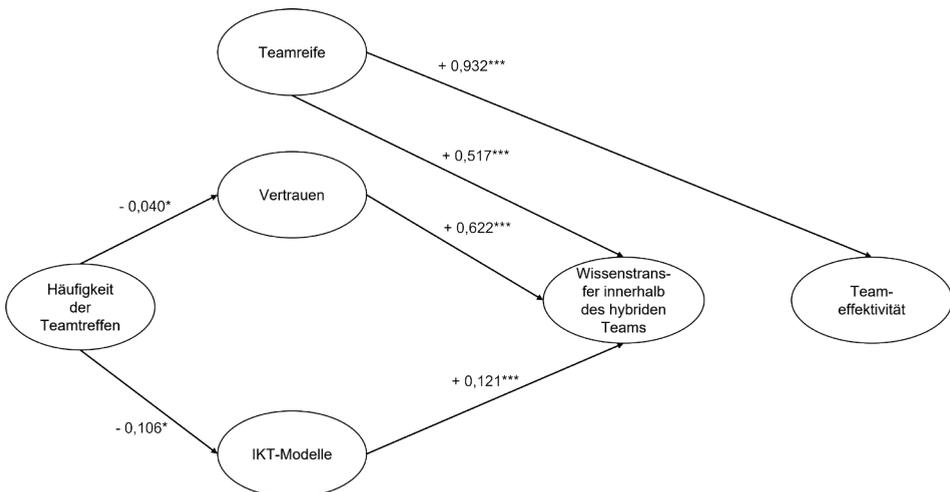 Teamreife
+ 0,932***
+ 0,517***
Vertrauen
- 0,040*
+ 0,622***
Häufigkeit
der
Teamtreffen
Wissenstrans-
fer innerhalb
des hybriden
Teams
Team-
effektivität
+ 0,121***
- 0,106*
IKT-Modelle